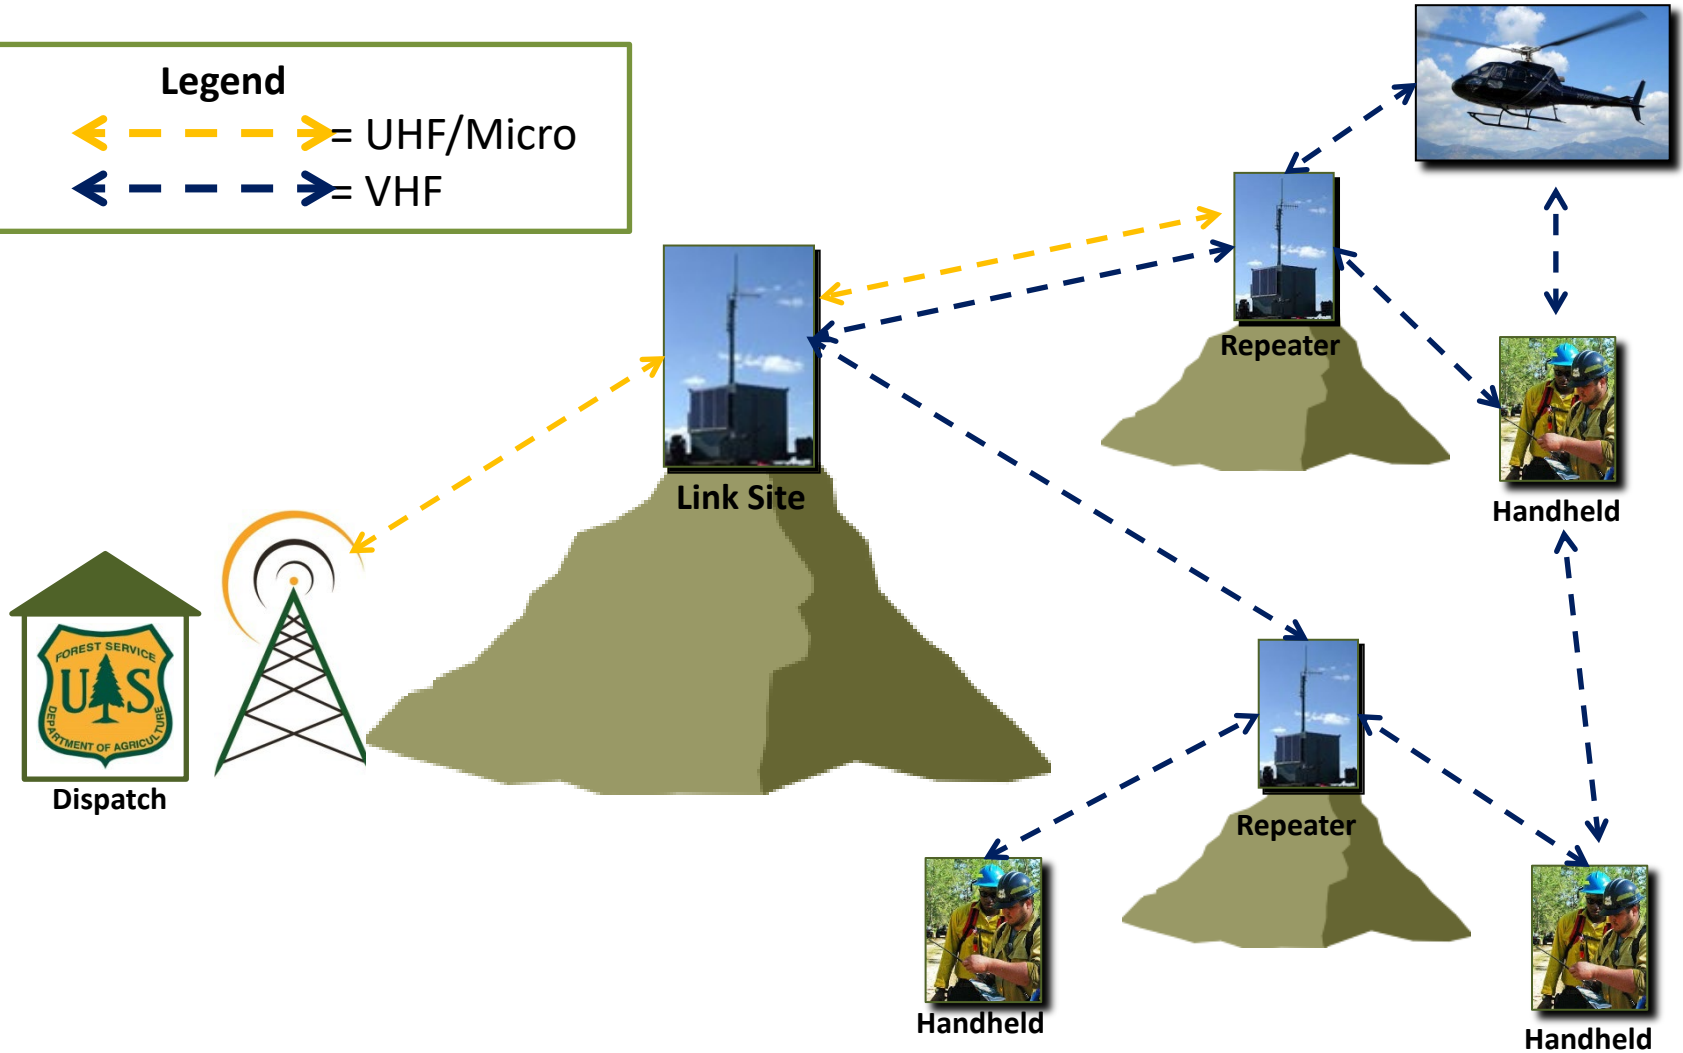 Legend
= UHF/Micro
= VHF
Repeater
Link Site
Handheld
FOREST SERVICE
U S
DEPARTMENT OF AGRICULTURE
Dispatch
Repeater
Handheld
Handheld